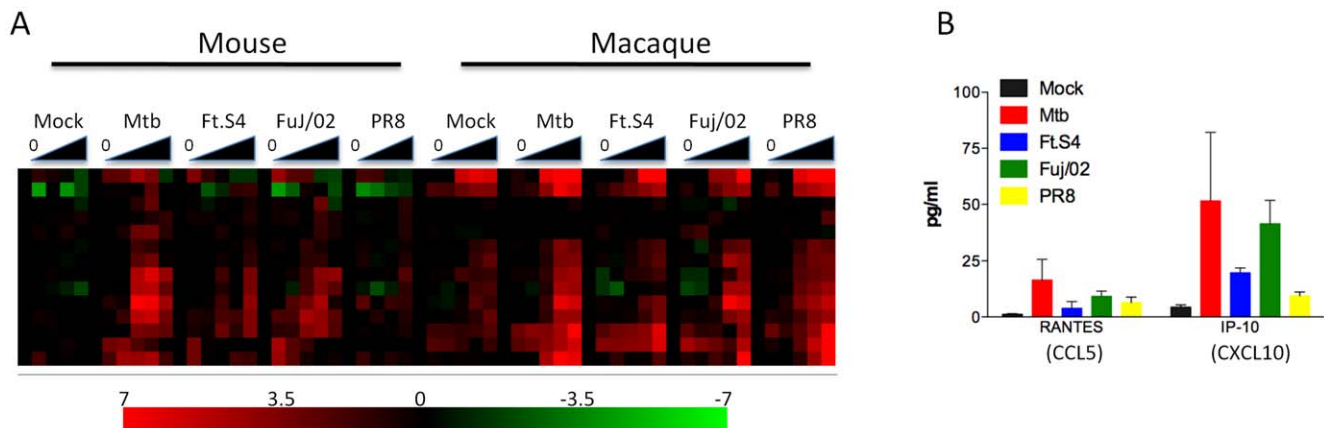 A
Mouse
Macaque
Mock Mtb Ft.S4 FuJ/02 PR8 Mock Mtb Ft.S4 Fuj/02 PR8
0 0 0 0 0 0 0 0 0 0
7 3.5 0 -3.5 -7
B
Mock
Mtb
Ft.S4
Fuj/02
PR8
100
75
50
25
0
pg/ml
RANTES IP-10
(CCL5) (CXCL10)